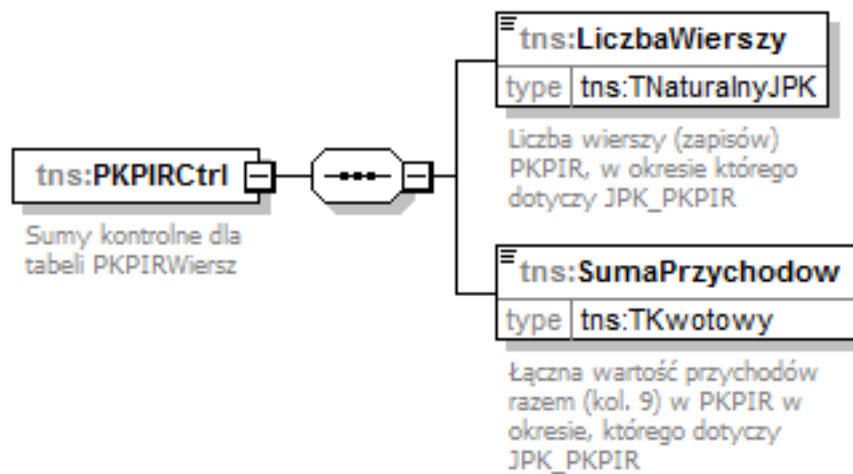 tns:PKPIRCtrl
Sumy kontrolne dla
tabeli PKPIRWiersz
tns:LiczbaWierszy
type tns:TNaturalnyJPK
Liczba wierszy (zapisów)
PKPIR, w okresie którego
dotyczy JPK_PKPIR
tns:SumaPrzychodow
type tns:TKwotowy
Łączna wartość przychodów
razem (kol. 9) w PKPIR w
okresie, którego dotyczy
JPK_PKPIR